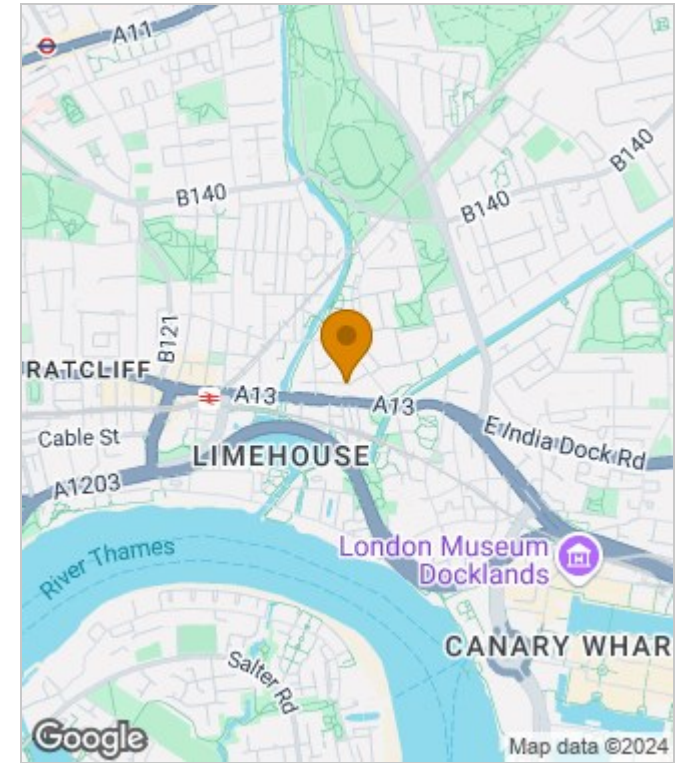 A11
B140
B140
B140
B121
RATCLIFF
A13
A13
Cable St
E India Dock Rd
LIMEHOUSE
A1203
River Thames
London Museum
Docklands
CANARY WHAR
Salter Rd
Google
Map data ©2024